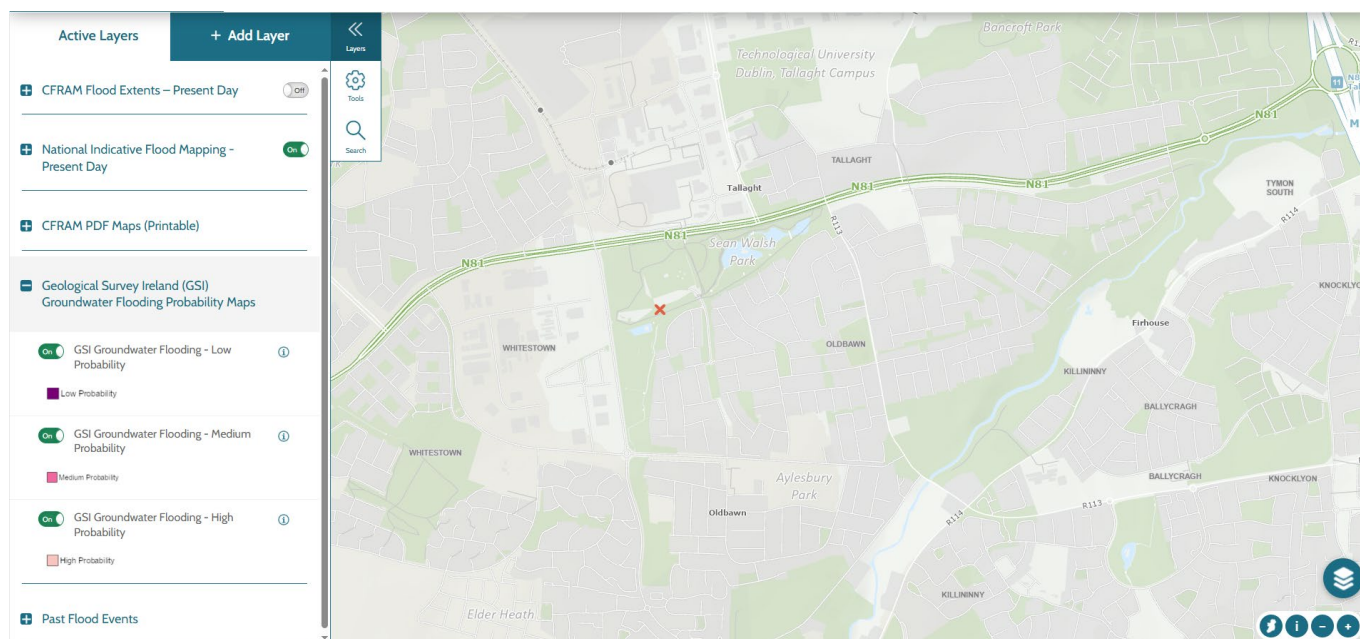 Active Layers
+ Add Layer
Layers
Tools
Search
CFRAM Flood Extents – Present Day
Off
National Indicative Flood Mapping -
Present Day
On
CFRAM PDF Maps (Printable)
Geological Survey Ireland (GSI)
Groundwater Flooding Probability Maps
On
GSI Groundwater Flooding - Low
Probability
Low Probability
On
GSI Groundwater Flooding - Medium
Probability
Medium Probability
On
GSI Groundwater Flooding - High
Probability
High Probability
Past Flood Events
Bancroft Park
Technological University
Dublin, Tallaght Campus
11
N81
TALLAGHT
Tallaght
N81
N81
TYMON
SOUTH
R114
R113
N81
Sean Walsh
Park
N81
KNOCKLYO
Firhouse
WHITESTOWN
OLDBAWN
KILLININNY
BALLYCRAGH
WHITESTOWN
Aylesbury
Park
BALLYCRAGH
KNOCKLYON
R113
Oldbawn
R114
KILLININNY
Elder Heath